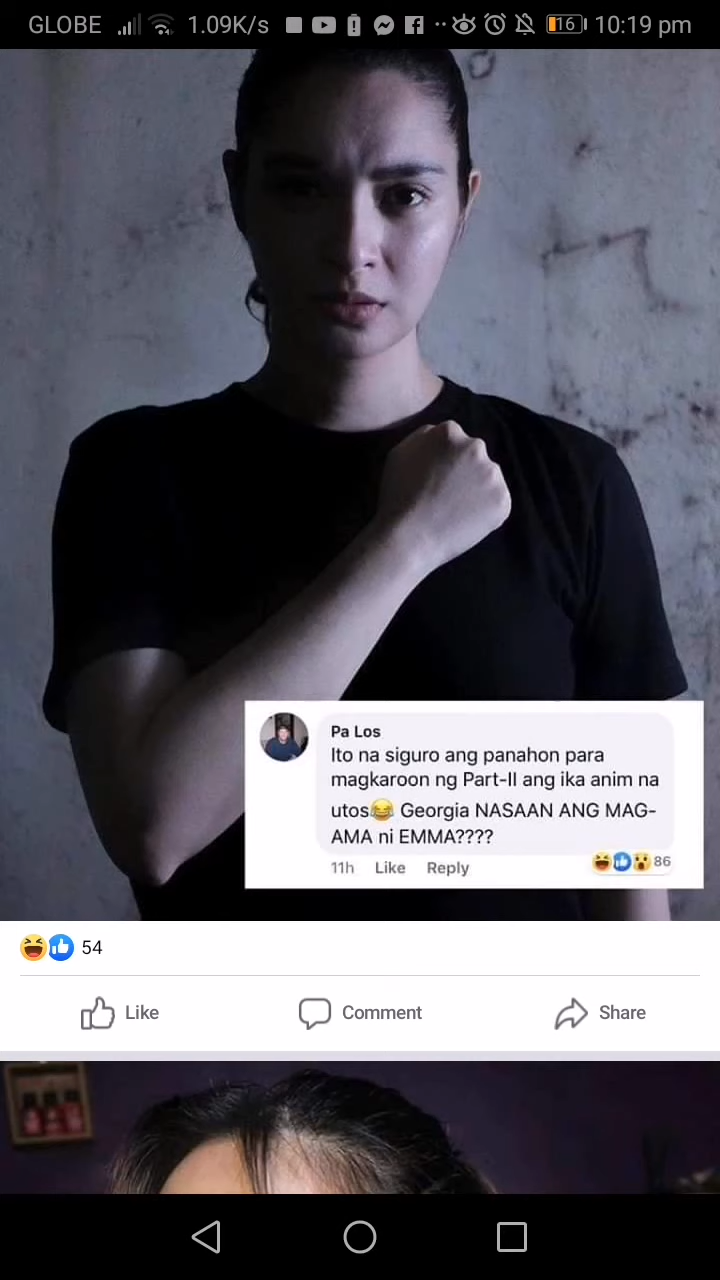 GLOBE 1.09K/s 16 10:19 pm
Pa Los
Ito na siguro ang panahon para
magkaroon ng Part-II ang ika anim na
utos😂 Georgia NASAAN ANG MAG-
AMA ni EMMA????
11h Like Reply 86
54
Like Comment Share